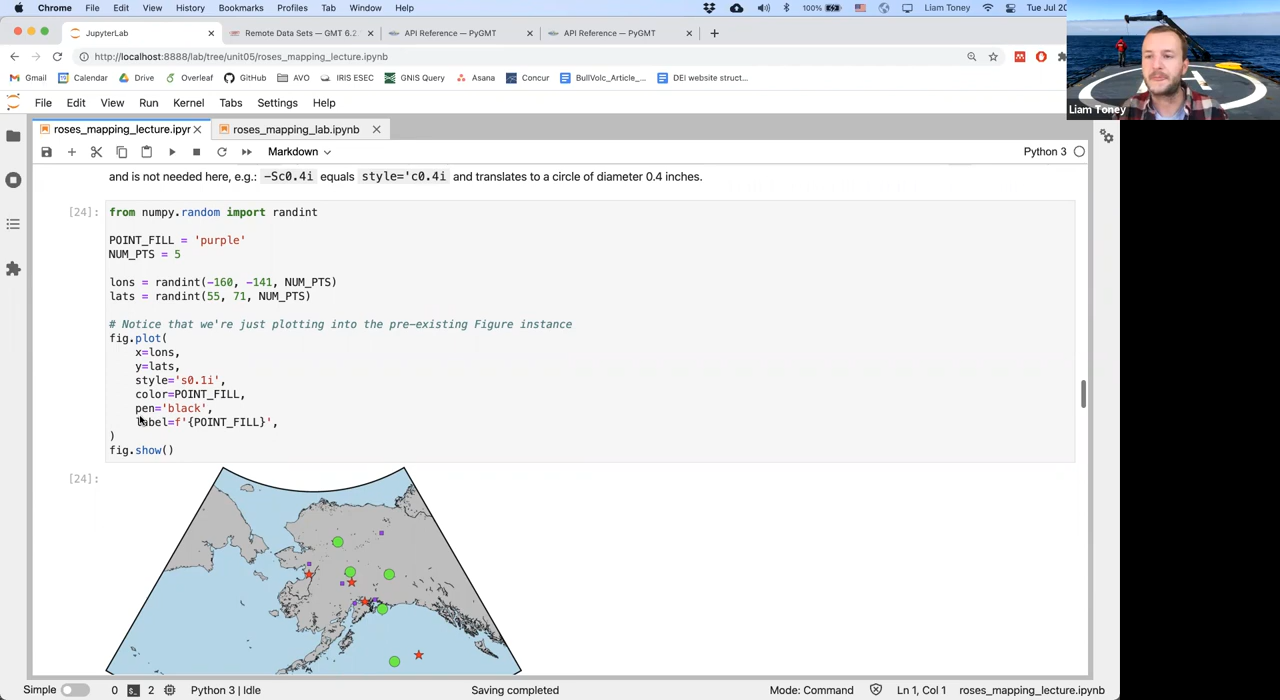 Chrome File Edit View History Bookmarks Profiles Tab Window Help 100% Liam Toney Tue Jul 20
JupyterLab
Remote Data Sets — GMT 6.2.
API Reference — PyGMT
API Reference — PyGMT
http://localhost:8888/lab/tree/unit05/roses_mapping_lecture.ipynb
Gmail Calendar Drive Overleaf GitHub AVO IRIS ESEC GNIS Query Asana Concur BullVolc_Article_... DEI website struct...
Liam Toney
File Edit View Run Kernel Tabs Settings Help
roses_mapping_lecture.ipyr
roses_mapping_lab.ipynb
Markdown
Python 3
and is not needed here, e.g.: -Sc0.4i equals style='c0.4i and translates to a circle of diameter 0.4 inches.
[24]:
from numpy.random import randint
POINT_FILL = 'purple'
NUM_PTS = 5
lons = randint(-160, -141, NUM_PTS)
lats = randint(55, 71, NUM_PTS)
# Notice that we're just plotting into the pre-existing Figure instance
fig.plot(
x=lons,
y=lats,
style='s0.1i',
color=POINT_FILL,
pen='black',
label=f'{POINT_FILL}',
)
fig.show()
[24]:
Simple 0 2 Python 3 | Idle Saving completed Mode: Command Ln 1, Col 1 roses_mapping_lecture.ipynb